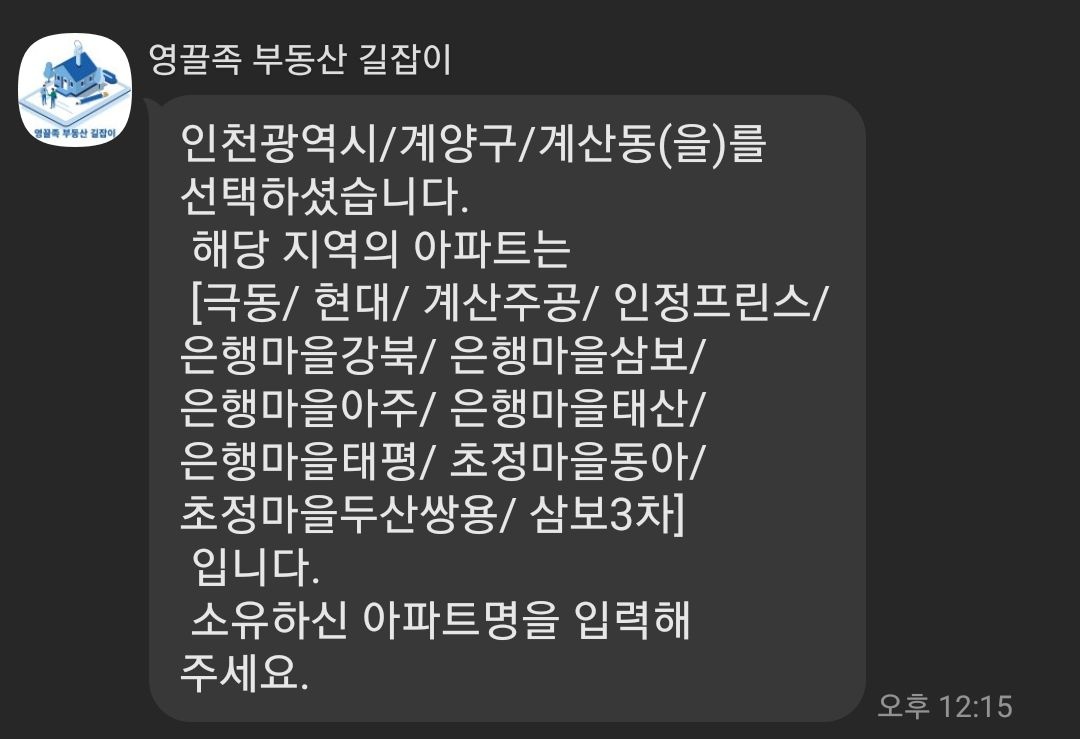 영끌족 부동산 길잡이
영끌족 부동산 길잡이
인천광역시/계양구/계산동(을)를
선택하셨습니다.
해당 지역의 아파트는
[극동/ 현대/ 계산주공/ 인정프린스/
은행마을강북/ 은행마을삼보/
은행마을아주/ 은행마을태산/
은행마을태평/ 초정마을동아/
초정마을두산쌍용/ 삼보3차]
입니다.
소유하신 아파트명을 입력해
주세요.
오후 12:15